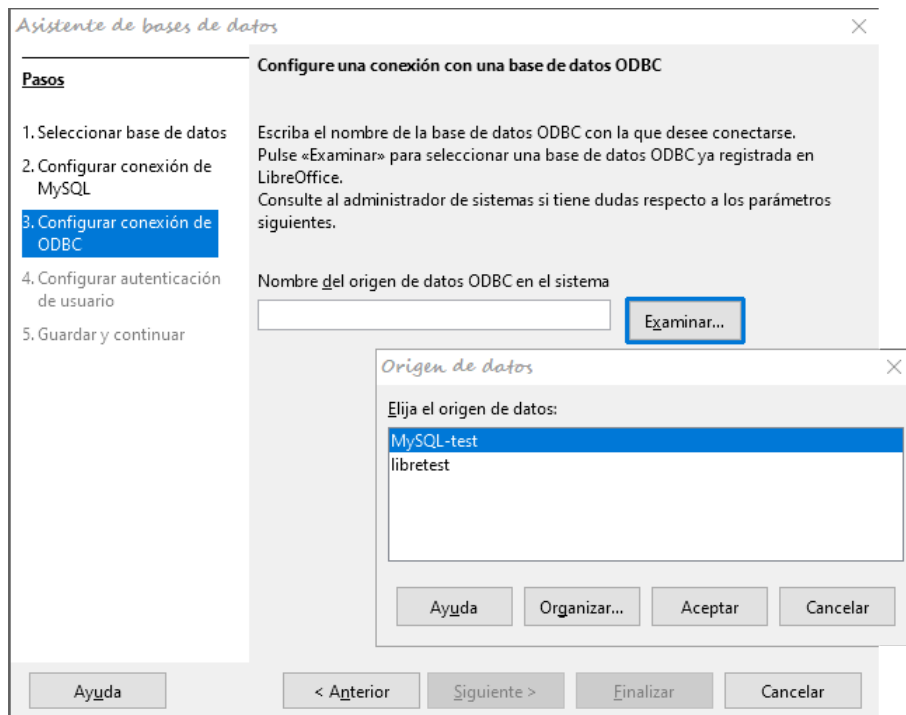 Asistente de bases de datos
Pasos
1. Seleccionar base de datos
2. Configurar conexión de
MySQL
3. Configurar conexión de
ODBC
4. Configurar autenticación
de usuario
5. Guardar y continuar
Configure una conexión con una base de datos ODBC
Escriba el nombre de la base de datos ODBC con la que desee conectarse.
Pulse «Examinar» para seleccionar una base de datos ODBC ya registrada en
LibreOffice.
Consulte al administrador de sistemas si tiene dudas respecto a los parámetros
siguientes.
Nombre del origen de datos ODBC en el sistema
Examinar...
Origen de datos
Elija el origen de datos:
MySQL-test
libretest
Ayuda
Organizar...
Aceptar
Cancelar
Ayuda
< Anterior
Siguiente >
Finalizar
Cancelar